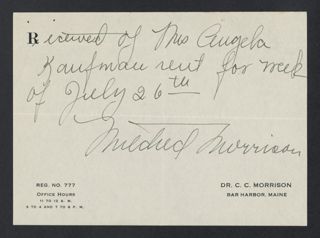 Received of Mrs Angela
Kaufman rent for week
of July 26th
Mildred Morrison
REG. NO. 777
OFFICE HOURS
11 TO 12 A. M.
2 TO 4 AND 7 TO 8 P. M.
DR. C. C. MORRISON
BAR HARBOR, MAINE